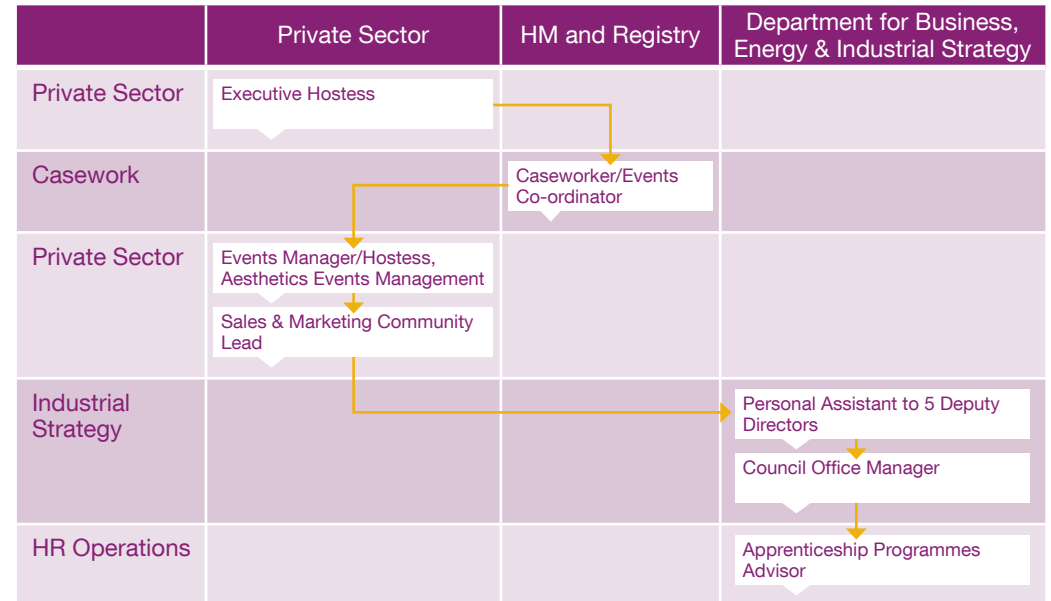 Private Sector
HM and Registry
Department for Business,
Energy & Industrial Strategy
Private Sector
Executive Hostess
Casework
Caseworker/Events
Co-ordinator
Private Sector
Events Manager/Hostess,
Aesthetics Events Management
Sales & Marketing Community
Lead
Industrial
Strategy
Personal Assistant to 5 Deputy
Directors
Council Office Manager
HR Operations
Apprenticeship Programmes
Advisor